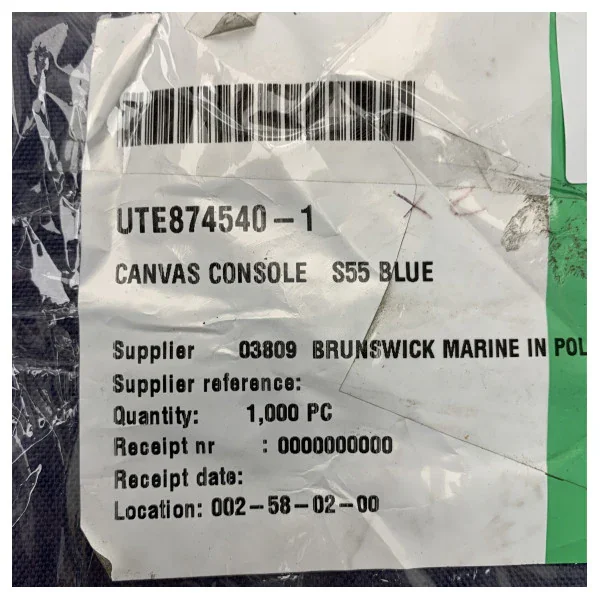 UTE874540-1
CANVAS CONSOLE S55 BLUE
Supplier 03809 BRUNSWICK MARINE IN POL
Supplier reference:
Quantity: 1,000 PC
Receipt nr : 0000000000
Receipt date:
Location: 002-58-02-00